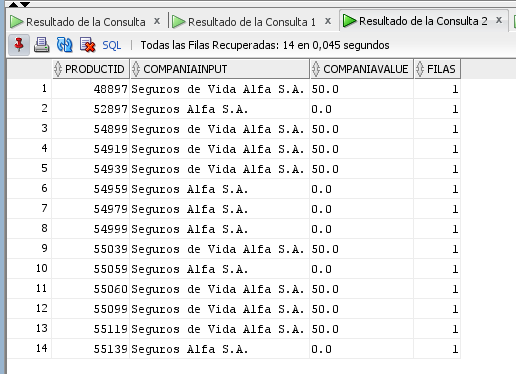 Resultado de la Consulta x Resultado de la Consulta 1 x Resultado de la Consulta 2 x
SQL | Todas las Filas Recuperadas: 14 en 0,045 segundos
PRODUCTID COMPANIAINPUT COMPANIAVALUE FILAS
1 48897 Seguros de Vida Alfa S.A. 50.0 1
2 52897 Seguros Alfa S.A. 0.0 1
3 54899 Seguros de Vida Alfa S.A. 50.0 1
4 54919 Seguros de Vida Alfa S.A. 50.0 1
5 54939 Seguros de Vida Alfa S.A. 50.0 1
6 54959 Seguros Alfa S.A. 0.0 1
7 54979 Seguros Alfa S.A. 0.0 1
8 54999 Seguros Alfa S.A. 0.0 1
9 55039 Seguros de Vida Alfa S.A. 50.0 1
10 55059 Seguros Alfa S.A. 0.0 1
11 55060 Seguros de Vida Alfa S.A. 50.0 1
12 55099 Seguros de Vida Alfa S.A. 50.0 1
13 55119 Seguros de Vida Alfa S.A. 50.0 1
14 55139 Seguros Alfa S.A. 0.0 1